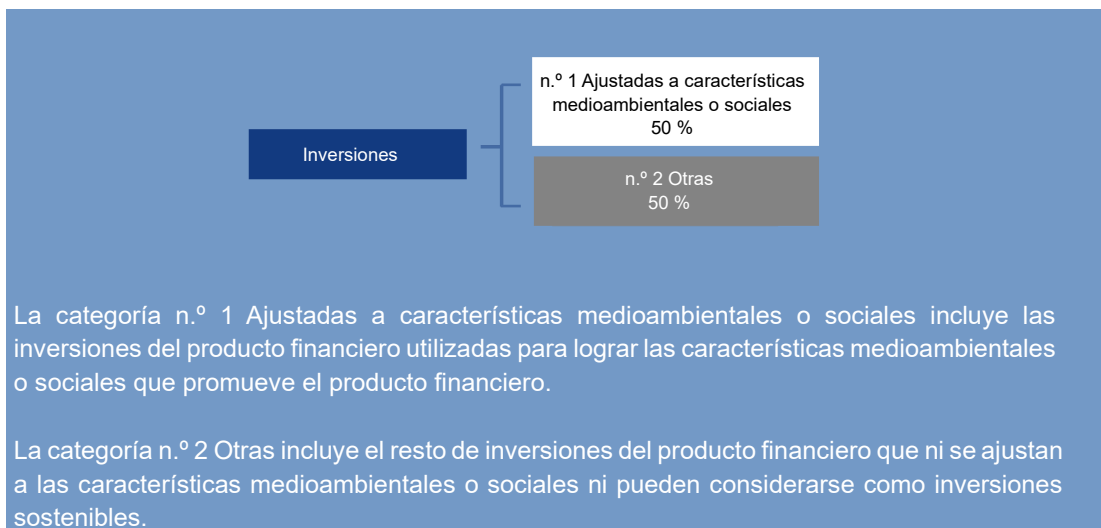 n.º 1 Ajustadas a características
medioambientales o sociales
50 %
Inversiones
n.º 2 Otras
50 %
La categoría n.º 1 Ajustadas a características medioambientales o sociales incluye las
inversiones del producto financiero utilizadas para lograr las características medioambientales
o sociales que promueve el producto financiero.
La categoría n.º 2 Otras incluye el resto de inversiones del producto financiero que ni se ajustan
a las características medioambientales o sociales ni pueden considerarse como inversiones
sostenibles.